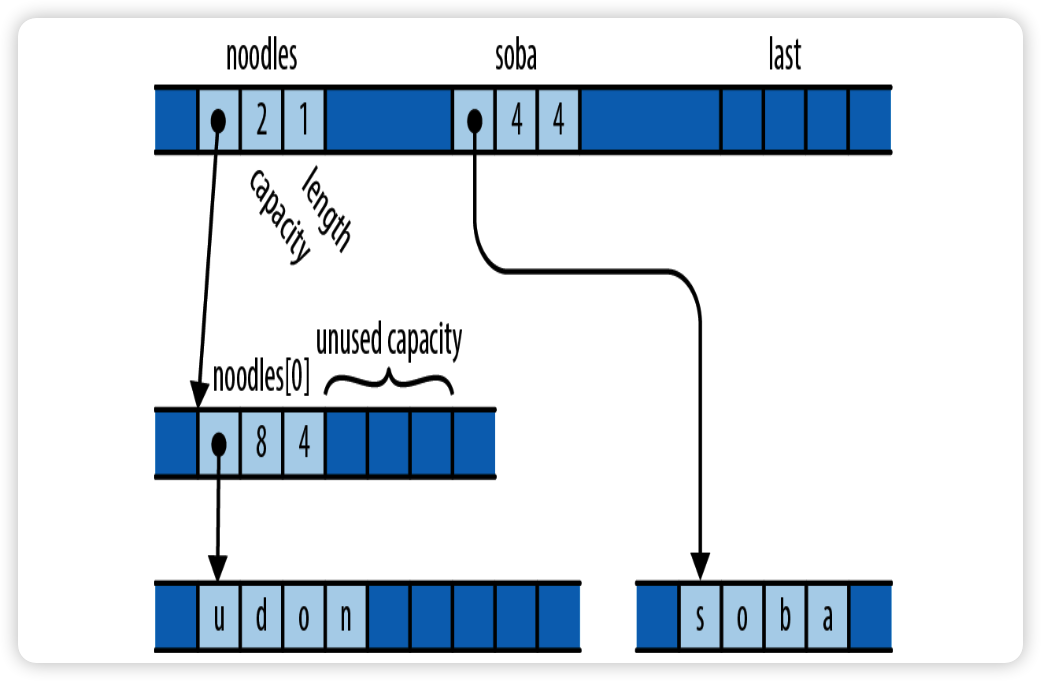 noodles soba last
2 1 4 4
capacity length
unused capacity
noodles[0]
8 4
u d o n s o b a